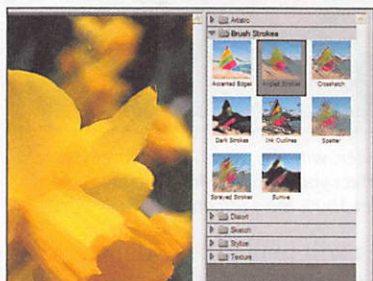 Artistic
Brush Strokes
Accented Edges
Angled Strokes
Crosshatch
Dark Strokes
Ink Outlines
Spatter
Sprayed Strokes
Sumi-e
Distort
Sketch
Stylize
Texture